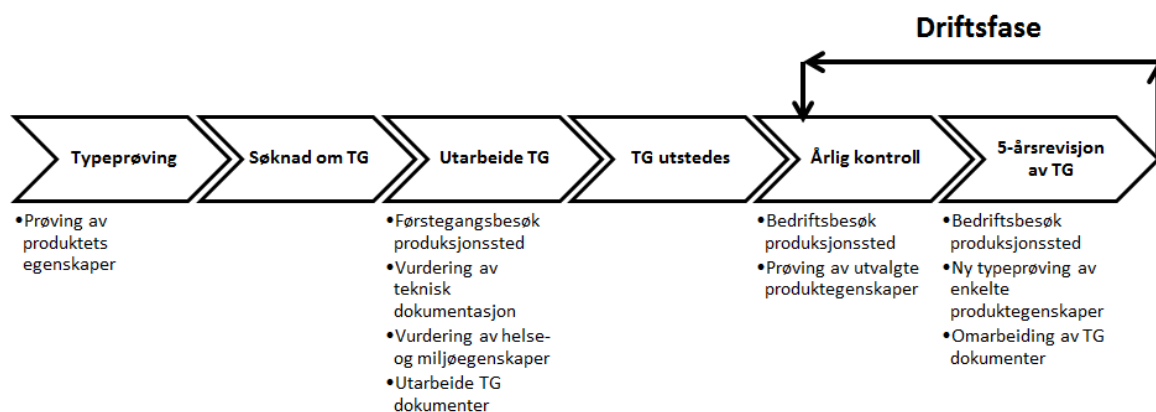 Driftsfase
Typeprøving
Søknad om TG
Utarbeide TG
TG utstedes
Årlig kontroll
5-årsrevisjon
av TG
•Prøving av
produktets
egenskaper
•Førstegangsbesøk
produksjonssted
•Vurdering av
teknisk
dokumentasjon
•Vurdering av helse-
og miljøegenskaper
•Utarbeide TG
dokumenter
•Bedriftsbesøk
produksjonssted
•Prøving av utvalgte
produktegenskaper
•Bedriftsbesøk
produksjonssted
•Ny typeprøving av
enkelte
produktegenskaper
•Omarbeiding av TG
dokumenter